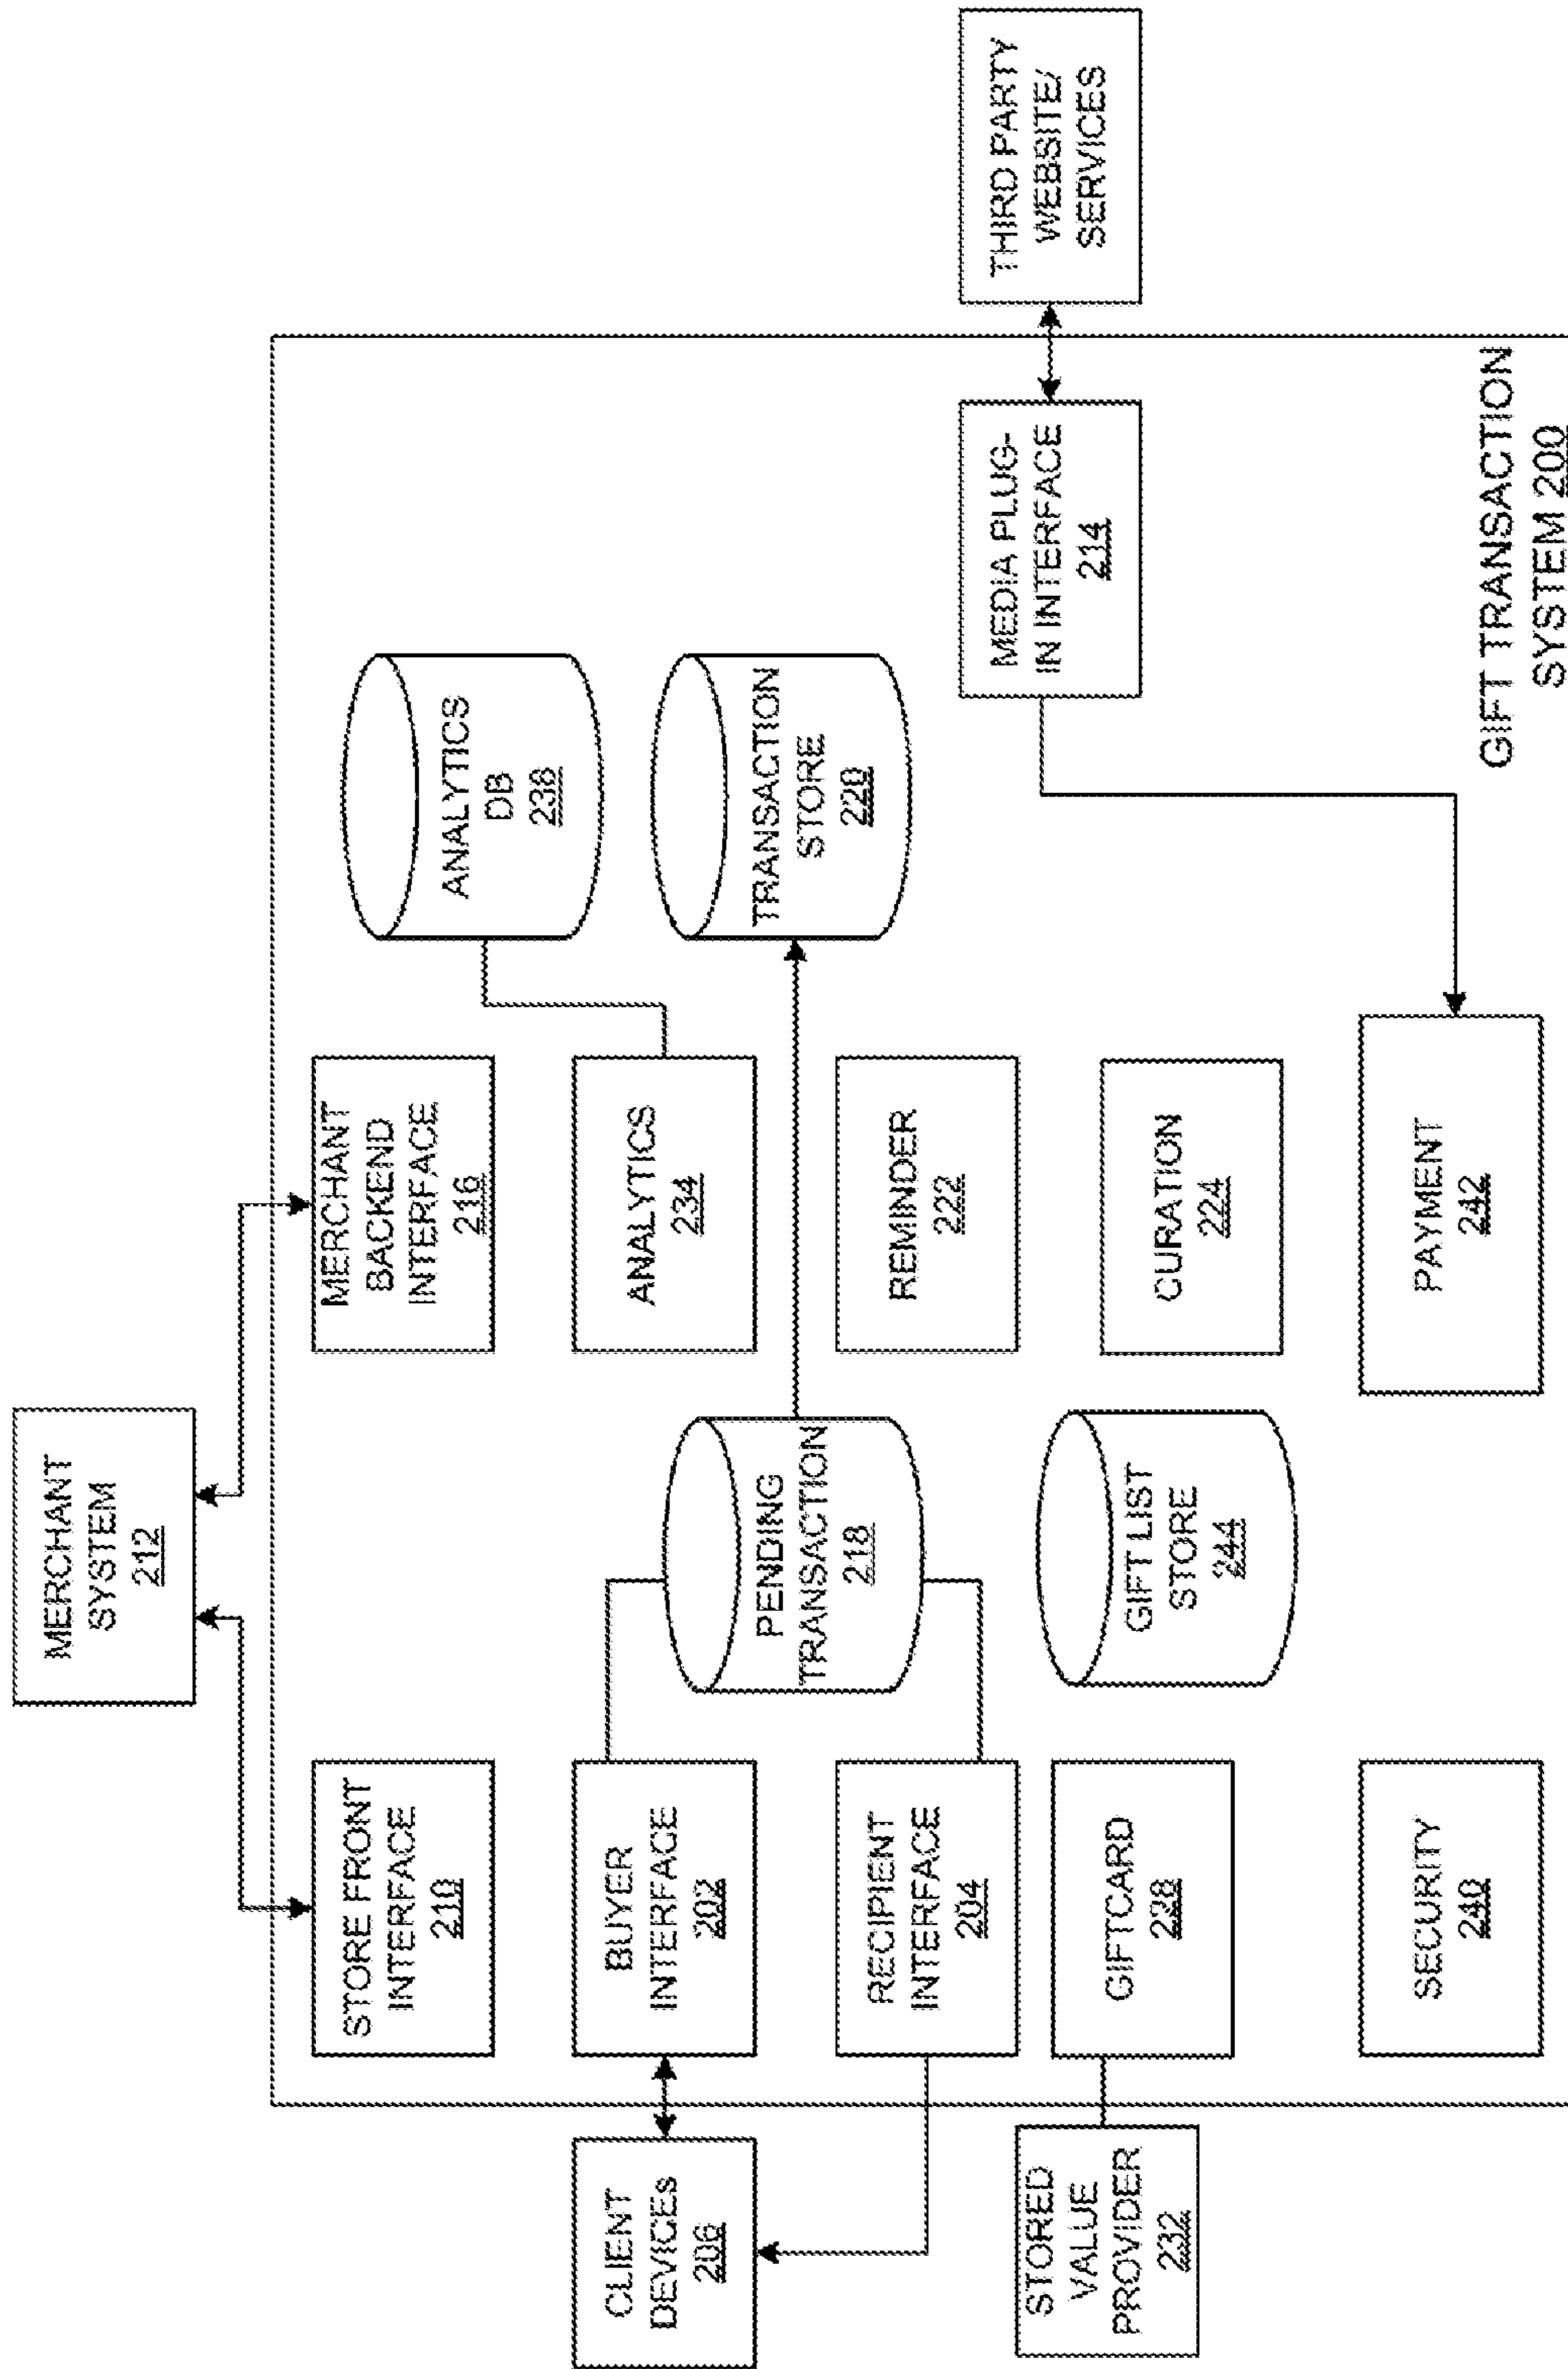 MERCHANT
SYSTEM
212
STORE FRONT
INTERFACE
210
MERCHANT
BACKEND
INTERFACE
216
CLIENT
DEVICEs
206
BUYER
INTERFACE
202
PENDING
TRANSACTION
218
ANALYTICS
234
ANALYTICS
DB
238
TRANSACTION
STORE
220
RECIPIENT
INTERFACE
204
REMINDER
222
STORED
VALUE
PROVIDER
232
GIFTCARD
228
GIFT LIST
STORE
244
CURATION
224
MEDIA PLUG-
IN INTERFACE
214
THIRD PARTY
WEBSITE/
SERVICES
SECURITY
240
PAYMENT
242
GIFT TRANSACTION
SYSTEM 200